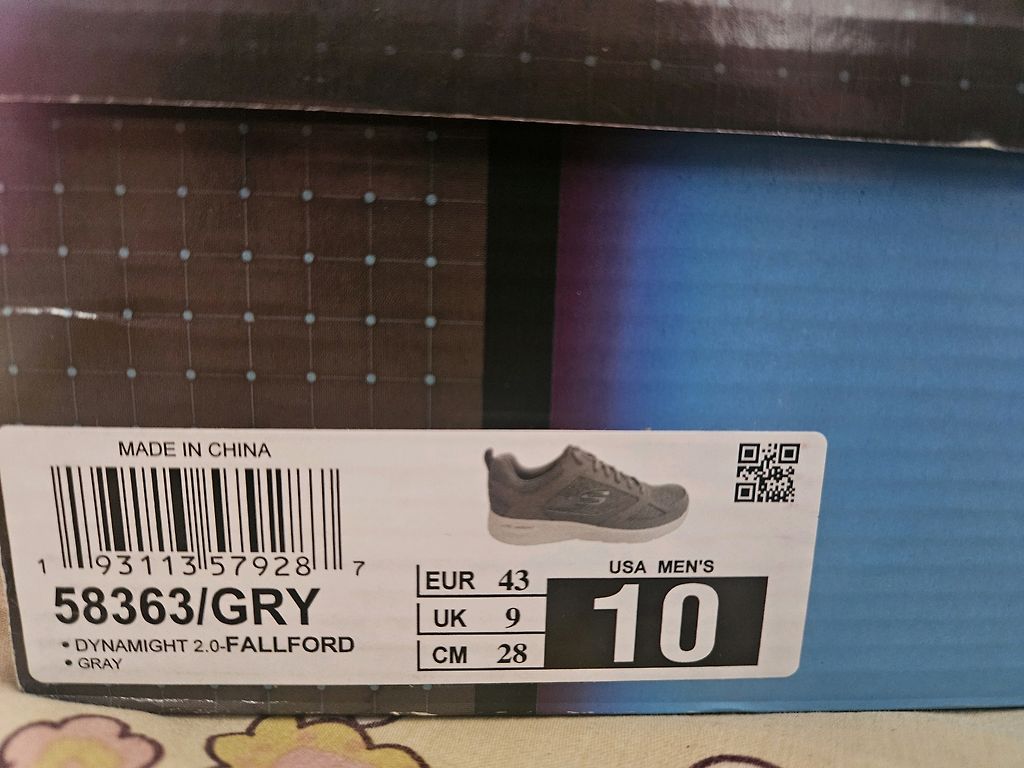 MADE IN CHINA
1 93113 57928 7
58363/GRY
• DYNAMIGHT 2.0-FALLFORD
• GRAY
EUR 43
UK 9
CM 28
USA MEN'S
10